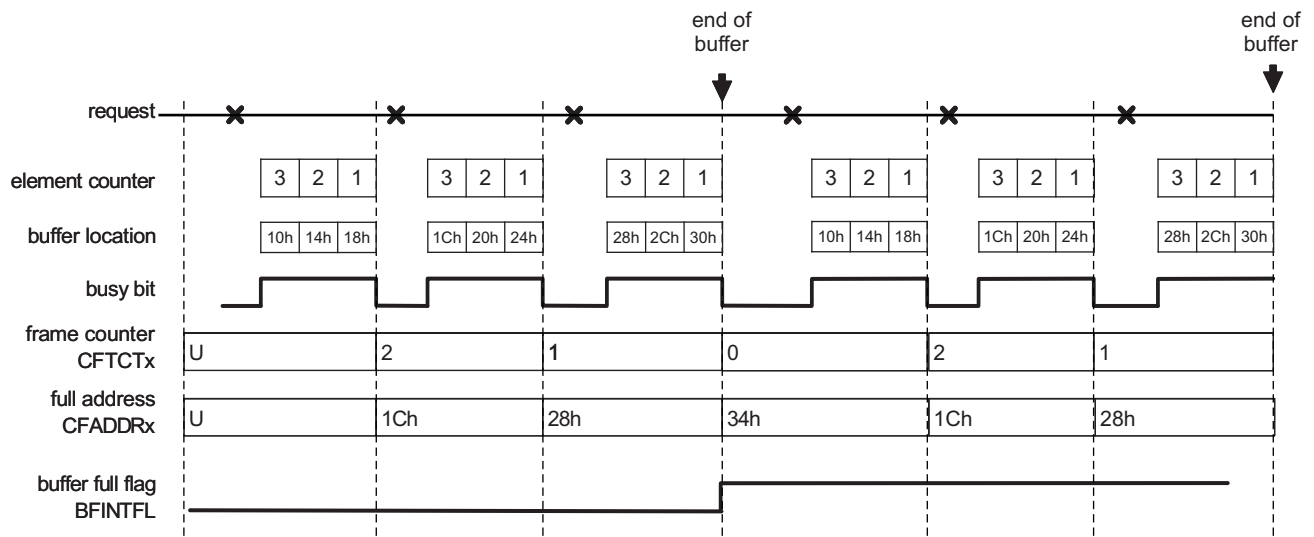 end of
buffer
end of
buffer
request
element counter 3 2 1 3 2 1 3 2 1 3 2 1 3 2 1 3 2 1
buffer location 10h 14h 18h 1Ch 20h 24h 28h 2Ch 30h 10h 14h 18h 1Ch 20h 24h 28h 2Ch 30h
busy bit
frame counter
CFTCTx U 2 1 0 2 1
full address
CFADDRx U 1Ch 28h 34h 1Ch 28h
buffer full flag
BFINTFL